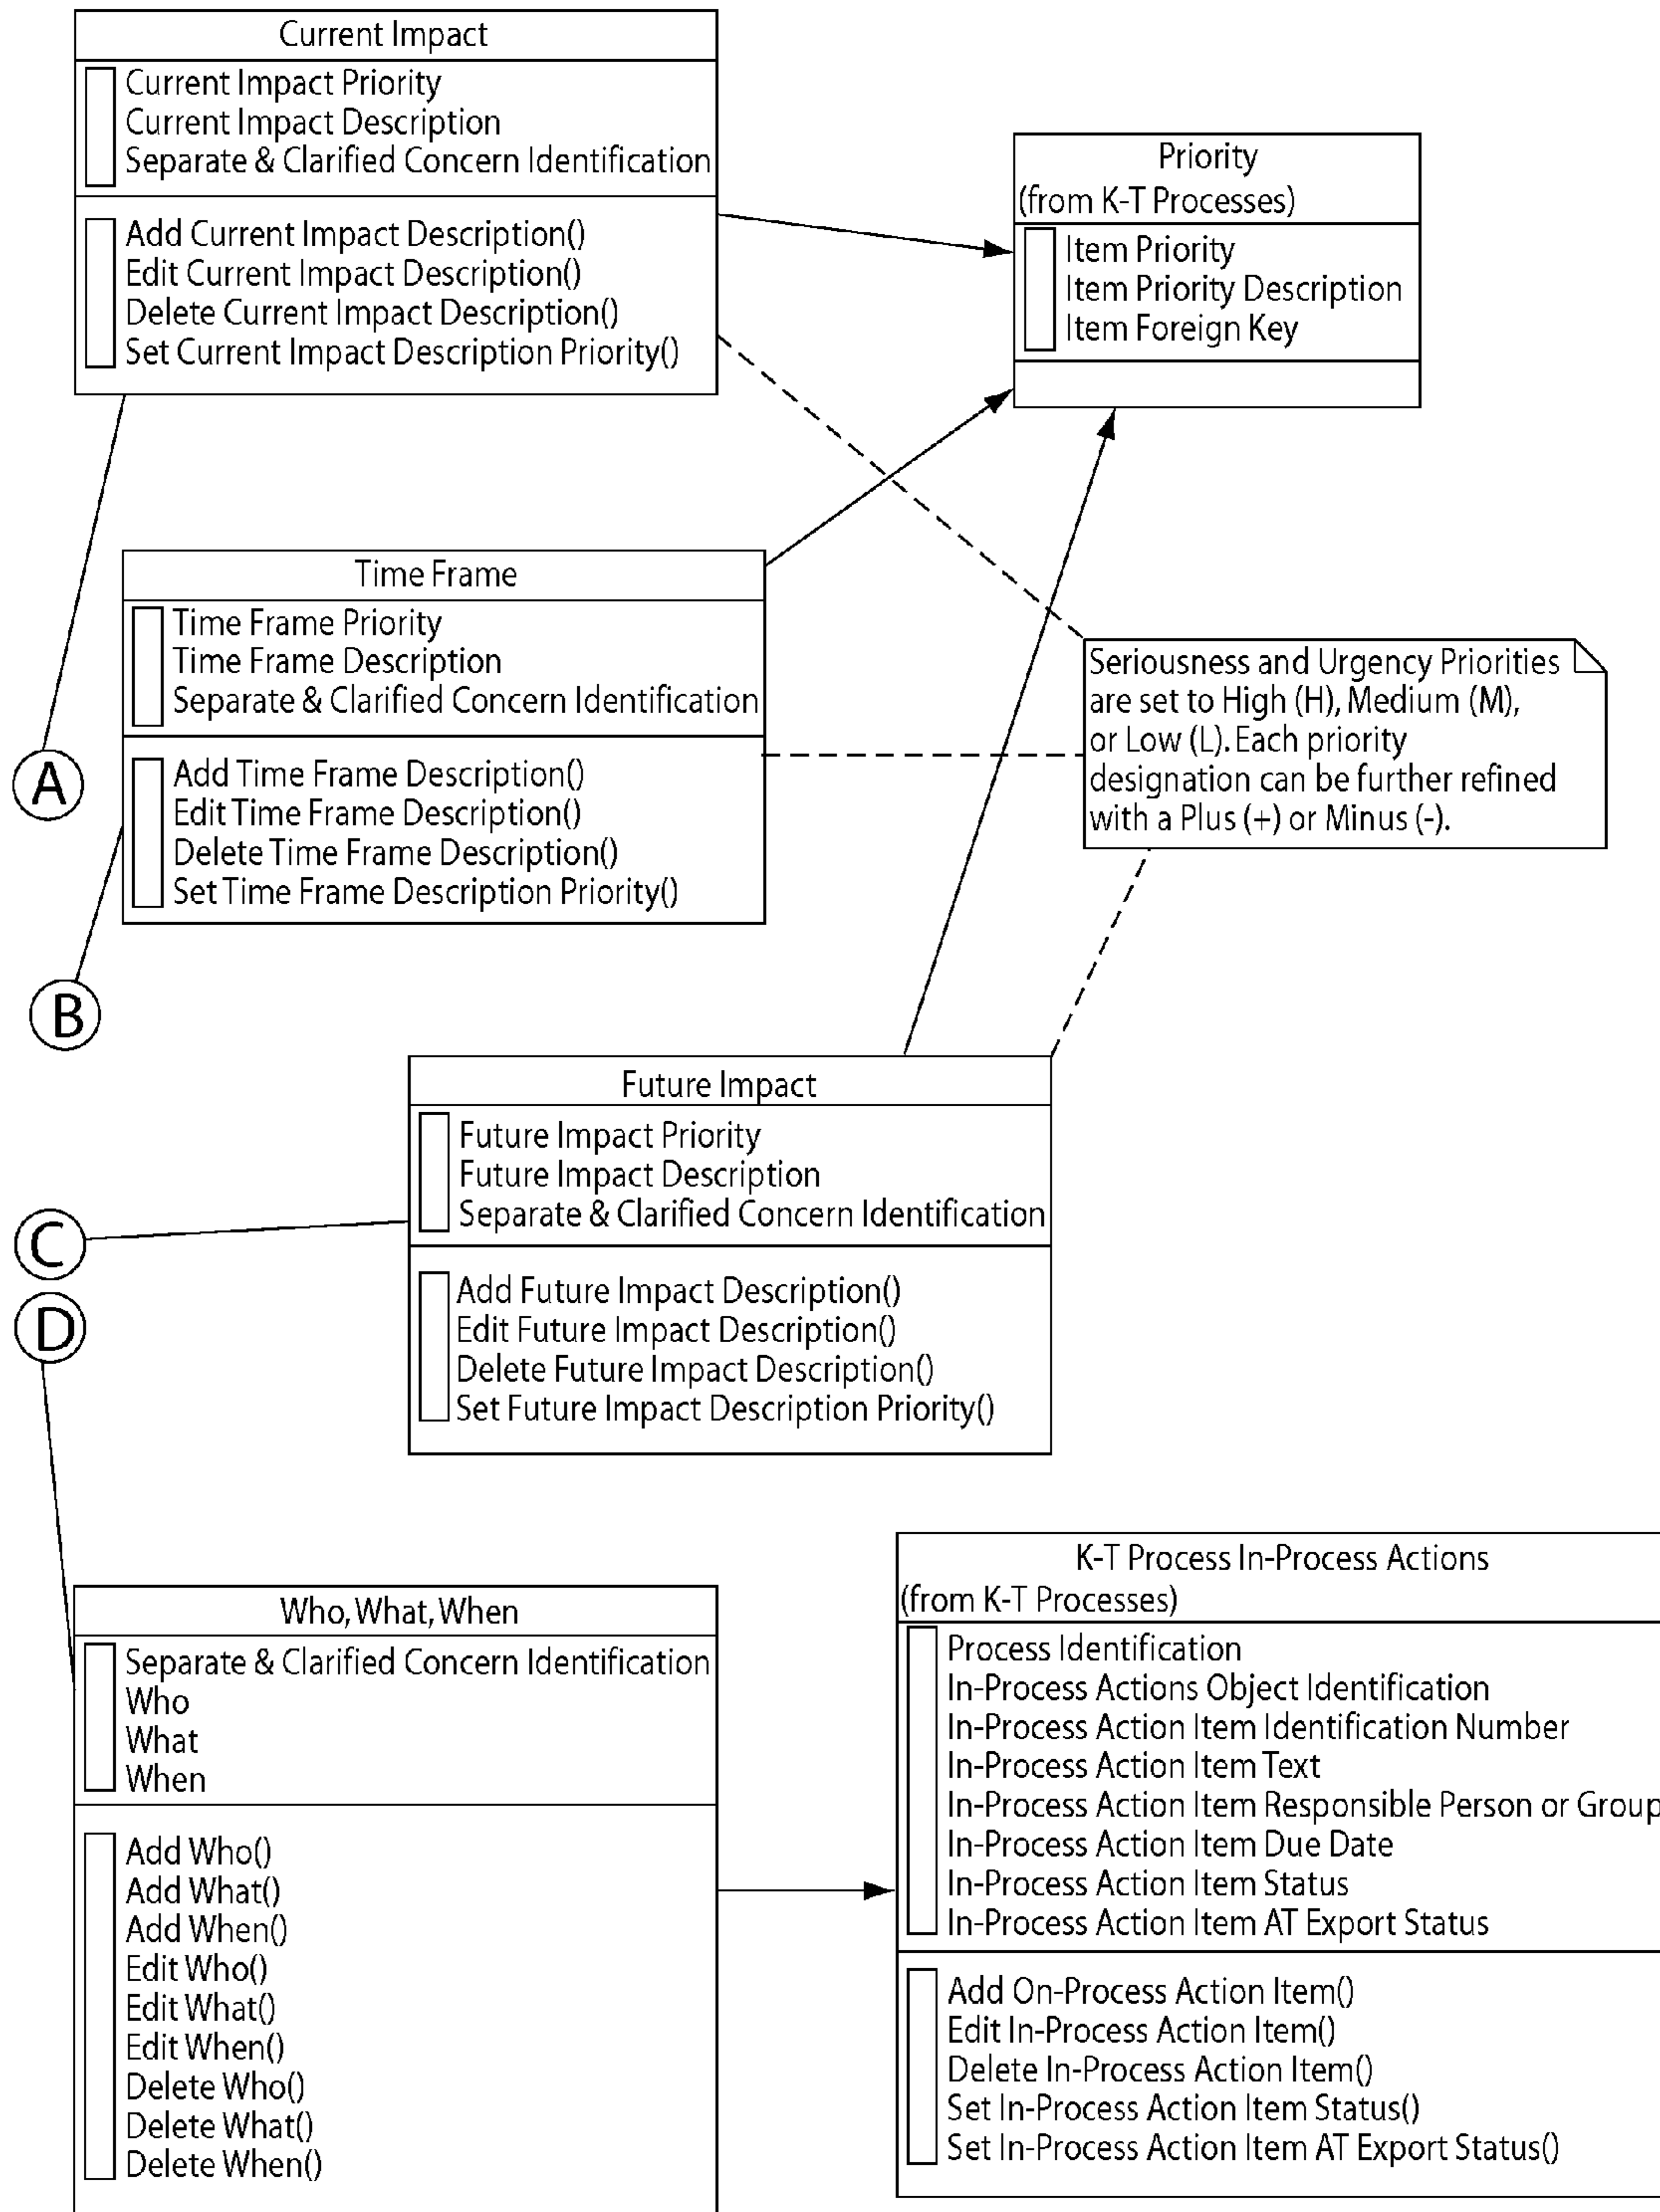 Current Impact
Current Impact Priority
Current Impact Description
Separate & Clarified Concern Identification
Add Current Impact Description()
Edit Current Impact Description()
Delete Current Impact Description()
Set Current Impact Description Priority()
Priority
(from K-T Processes)
Item Priority
Item Priority Description
Item Foreign Key
Time Frame
Time Frame Priority
Time Frame Description
Separate & Clarified Concern Identification
Add Time Frame Description()
Edit Time Frame Description()
Delete Time Frame Description()
Set Time Frame Description Priority()
Seriousness and Urgency Priorities
are set to High (H), Medium (M),
or Low (L). Each priority
designation can be further refined
with a Plus (+) or Minus (-).
A
B
Future Impact
Future Impact Priority
Future Impact Description
Separate & Clarified Concern Identification
Add Future Impact Description()
Edit Future Impact Description()
Delete Future Impact Description()
Set Future Impact Description Priority()
C
D
Who, What, When
Separate & Clarified Concern Identification
Who
What
When
Add Who()
Add What()
Add When()
Edit Who()
Edit What()
Edit When()
Delete Who()
Delete What()
Delete When()
K-T Process In-Process Actions
(from K-T Processes)
Process Identification
In-Process Actions Object Identification
In-Process Action Item Identification Number
In-Process Action Item Text
In-Process Action Item Responsible Person or Group
In-Process Action Item Due Date
In-Process Action Item Status
In-Process Action Item AT Export Status
Add On-Process Action Item()
Edit In-Process Action Item()
Delete In-Process Action Item()
Set In-Process Action Item Status()
Set In-Process Action Item AT Export Status()